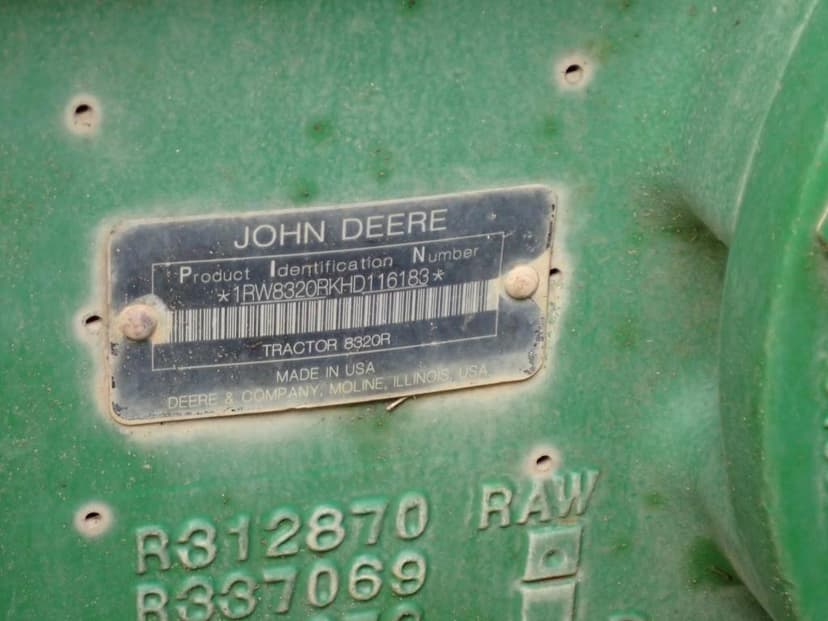 JOHN DEERE
Product Identification Number
*1RW8320RKHD116183*
TRACTOR 8320R
MADE IN USA
DEERE & COMPANY, MOLINE, ILLINOIS, USA
R312870 RAW
R337069